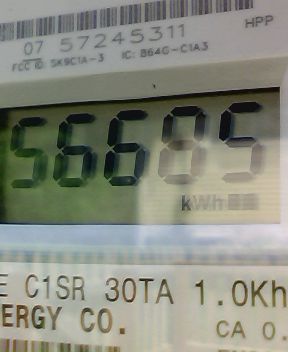 07 57245311
HPP
FCC ID: SK9C1A-3 IC: 864G-C1A3
56685
kWh
E C1SR 30TA 1.0Kh
ERGY CO.
CA 0.